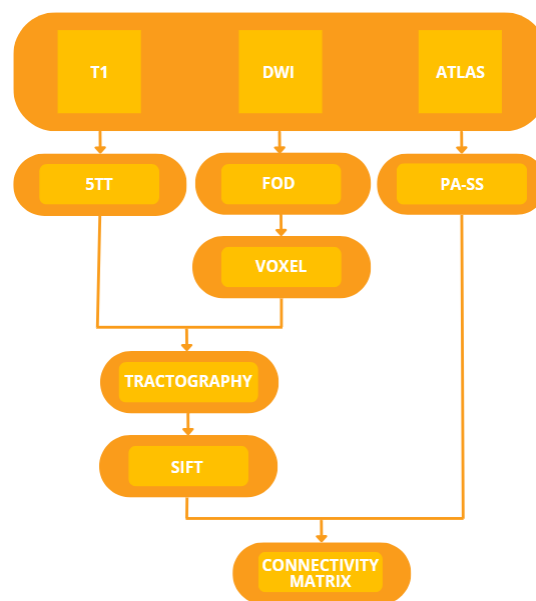 T1
DWI
ATLAS
5TT
FOD
PA-SS
VOXEL
TRACTOGRAPHY
SIFT
CONNECTIVITY
MATRIX